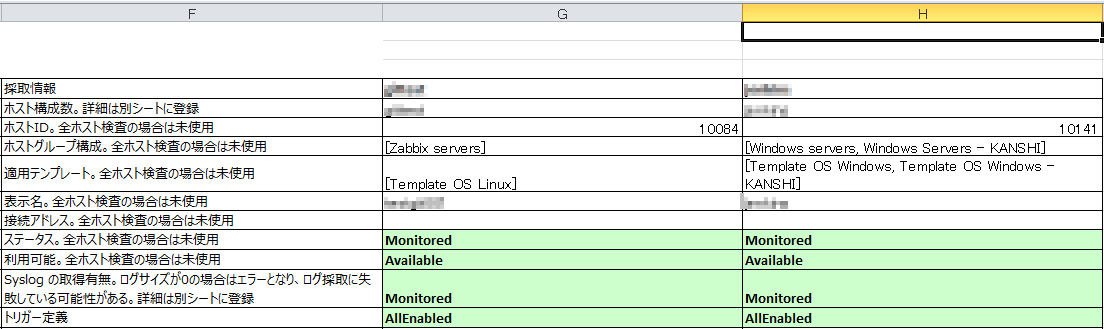 F G H
採取情報
ホスト構成数。詳細は別シートに登録
ホストID。全ホスト検査の場合は未使用 10084 10141
ホストグループ構成。全ホスト検査の場合は未使用 [Zabbix servers] [Windows servers, Windows Servers - KANSHI]
適用テンプレート。全ホスト検査の場合は未使用 [Template OS Linux] [Template OS Windows, Template OS Windows -
KANSHI]
表示名。全ホスト検査の場合は未使用
接続アドレス。全ホスト検査の場合は未使用
ステータス。全ホスト検査の場合は未使用 Monitored Monitored
利用可能。全ホスト検査の場合は未使用 Available Available
Syslog の取得有無。ログサイズが0の場合はエラーとなり、ログ採取に失
敗している可能性がある。詳細は別シートに登録 Monitored Monitored
トリガー定義 AllEnabled AllEnabled